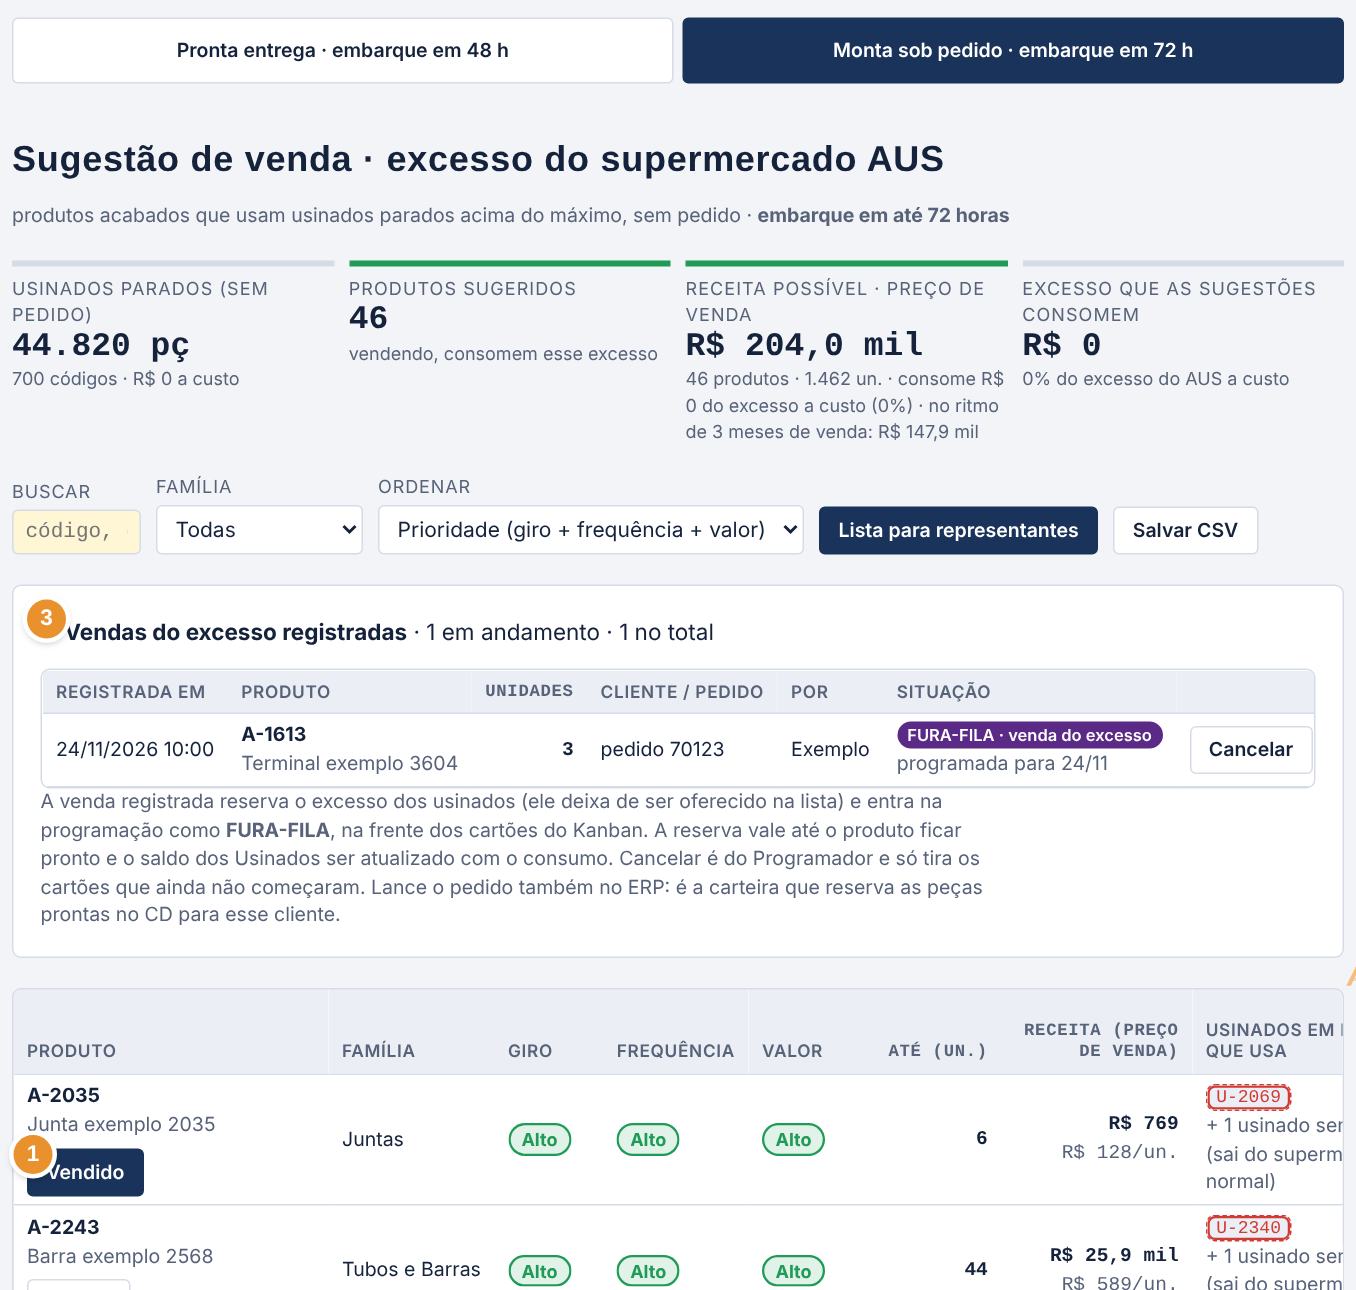 Pronta entrega · embarque em 48 h
Monta sob pedido · embarque em 72 h
Sugestão de venda · excesso do supermercado AUS
produtos acabados que usam usinados parados acima do máximo, sem pedido · embarque em até 72 horas
USINADOS PARADOS (SEM
PEDIDO)
44.820 pç
700 códigos · R$ 0 a custo
PRODUTOS SUGERIDOS
46
vendendo, consomem esse excesso
RECEITA POSSÍVEL · PREÇO DE
VENDA
R$ 204,0 mil
46 produtos · 1.462 un. · consome R$
0 do excesso a custo (0%) · no ritmo
de 3 meses de venda: R$ 147,9 mil
EXCESSO QUE AS SUGESTÕES
CONSOMEM
R$ 0
0% do excesso do AUS a custo
BUSCAR
código,
FAMÍLIA
Todas
ORDENAR
Prioridade (giro + frequência + valor)
Lista para representantes
Salvar CSV
3
Vendas do excesso registradas · 1 em andamento · 1 no total
REGISTRADA EM PRODUTO UNIDADES CLIENTE / PEDIDO POR SITUAÇÃO
24/11/2026 10:00
A-1613
Terminal exemplo 3604
3
pedido 70123
Exemplo
FURA-FILA · venda do excesso
programada para 24/11
Cancelar
A venda registrada reserva o excesso dos usinados (ele deixa de ser oferecido na lista) e entra na
programação como FURA-FILA, na frente dos cartões do Kanban. A reserva vale até o produto ficar
pronto e o saldo dos Usinados ser atualizado com o consumo. Cancelar é do Programador e só tira os
cartões que ainda não começaram. Lance o pedido também no ERP: é a carteira que reserva as peças
prontas no CD para esse cliente.
PRODUTO
FAMÍLIA
GIRO
FREQUÊNCIA
VALOR
ATÉ (UN.)
RECEITA (PREÇO
DE VENDA)
USINADOS EM
QUE USA
A-2035
Junta exemplo 2035
1
Vendido
Juntas
Alto
Alto
Alto
6
R$ 769
R$ 128/un.
U-2069
+ 1 usinado
(sai do
normal)
A-2243
Barra exemplo 2568
Tubos e Barras
Alto
Alto
Alto
44
R$ 25,9 mil
R$ 589/un.
U-2340
+ 1 usinado
(sai do